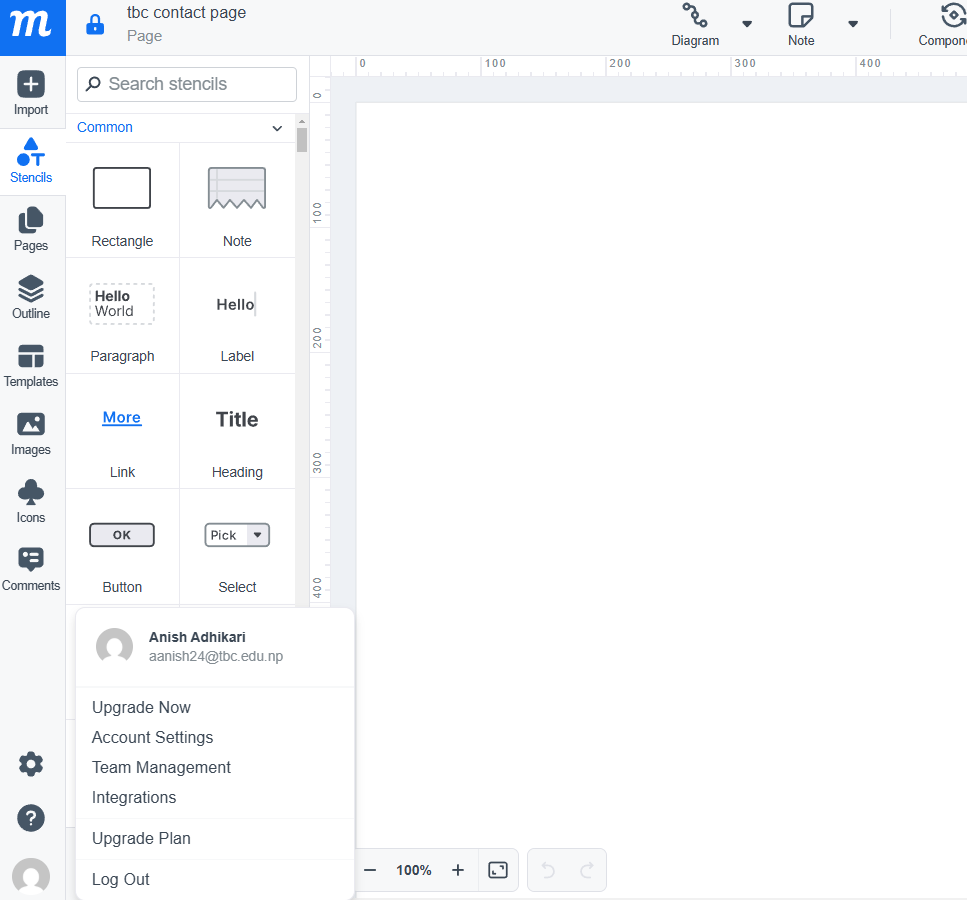 m
tbc contact page
Page
Diagram
Note
Compon
Import
Stencils
Pages
Outline
Templates
Images
Icons
Comments
?
Search stencils
Common
Rectangle
Note
Hello
World
Paragraph
Hello
Label
More
Link
Title
Heading
OK
Button
Pick
Select
0 100 200 300 400
0
100
200
300
400
Anish Adhikari
aanish24@tbc.edu.np
Upgrade Now
Account Settings
Team Management
Integrations
Upgrade Plan
Log Out
100%